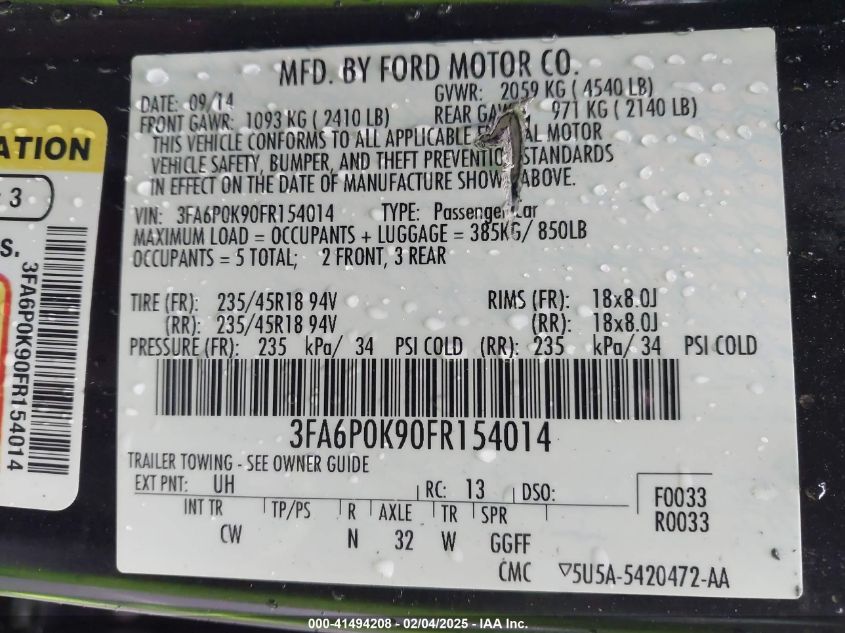 MFD. BY FORD MOTOR CO.
DATE: 09/14 GVWR: 2059 KG ( 4540 LB)
FRONT GAWR: 1093 KG ( 2410 LB) REAR 971 KG ( 2140 LB)
THIS VEHICLE CONFORMS TO ALL APPLICABLE MOTOR
VEHICLE SAFETY, BUMPER, AND THEFT STANDARDS
IN EFFECT ON THE DATE OF MANUFACTURE ABOVE.
VIN: 3FA6P0K90FR154014 TYPE: Passenger Car
MAXIMUM LOAD = OCCUPANTS + LUGGAGE = 385KG/ 850LB
OCCUPANTS = 5 TOTAL; 2 FRONT, 3 REAR
TIRE (FR): 235/45R18 94V RIMS (FR): 18x8.0J
(RR): 235/45R18 94V (RR): 18x8.0J
PRESSURE (FR): 235 kPa/ 34 PSI COLD (RR): 235 kPa/ 34 PSI COLD
3FA6P0K90FR154014
TRAILER TOWING - SEE OWNER GUIDE
EXT PNT: UH RC: 13 DSO: F0033
INT TR TP/PS R AXLE TR SPR R0033
CW N 32 W GGFF
CMC ▽5U5A-5420472-AA
ATION
3
S.
3FA6P0K90FR154014
000-41494208 - 02/04/2025 - IAA Inc.